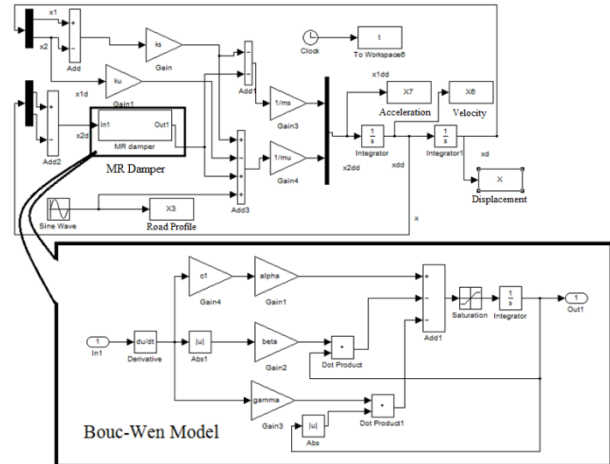 x1
x2
Add
ks
Gain
ku
Gain1
x1d
Add1
Clock
t
To Workspace6
x1dd
X7
Acceleration
X6
Velocity
1/ms
Gain3
1/mu
Gain4
x2dd
1
s
Integrator
xdd
1
s
Integrator1
xd
X
Displacement
x
Add2
x2d
In1
Out1
MR damper
MR Damper
Add3
Sine Wave
X3
Road Profile
1
In1
du/dt
Derivative
c1
Gain4
alpha
Gain1
|u|
Abs1
beta
Gain2
Dot Product
gamma
Gain3
|u|
Abs
Dot Product1
Add1
Saturation
1
s
Integrator
1
Out1
Bouc-Wen Model